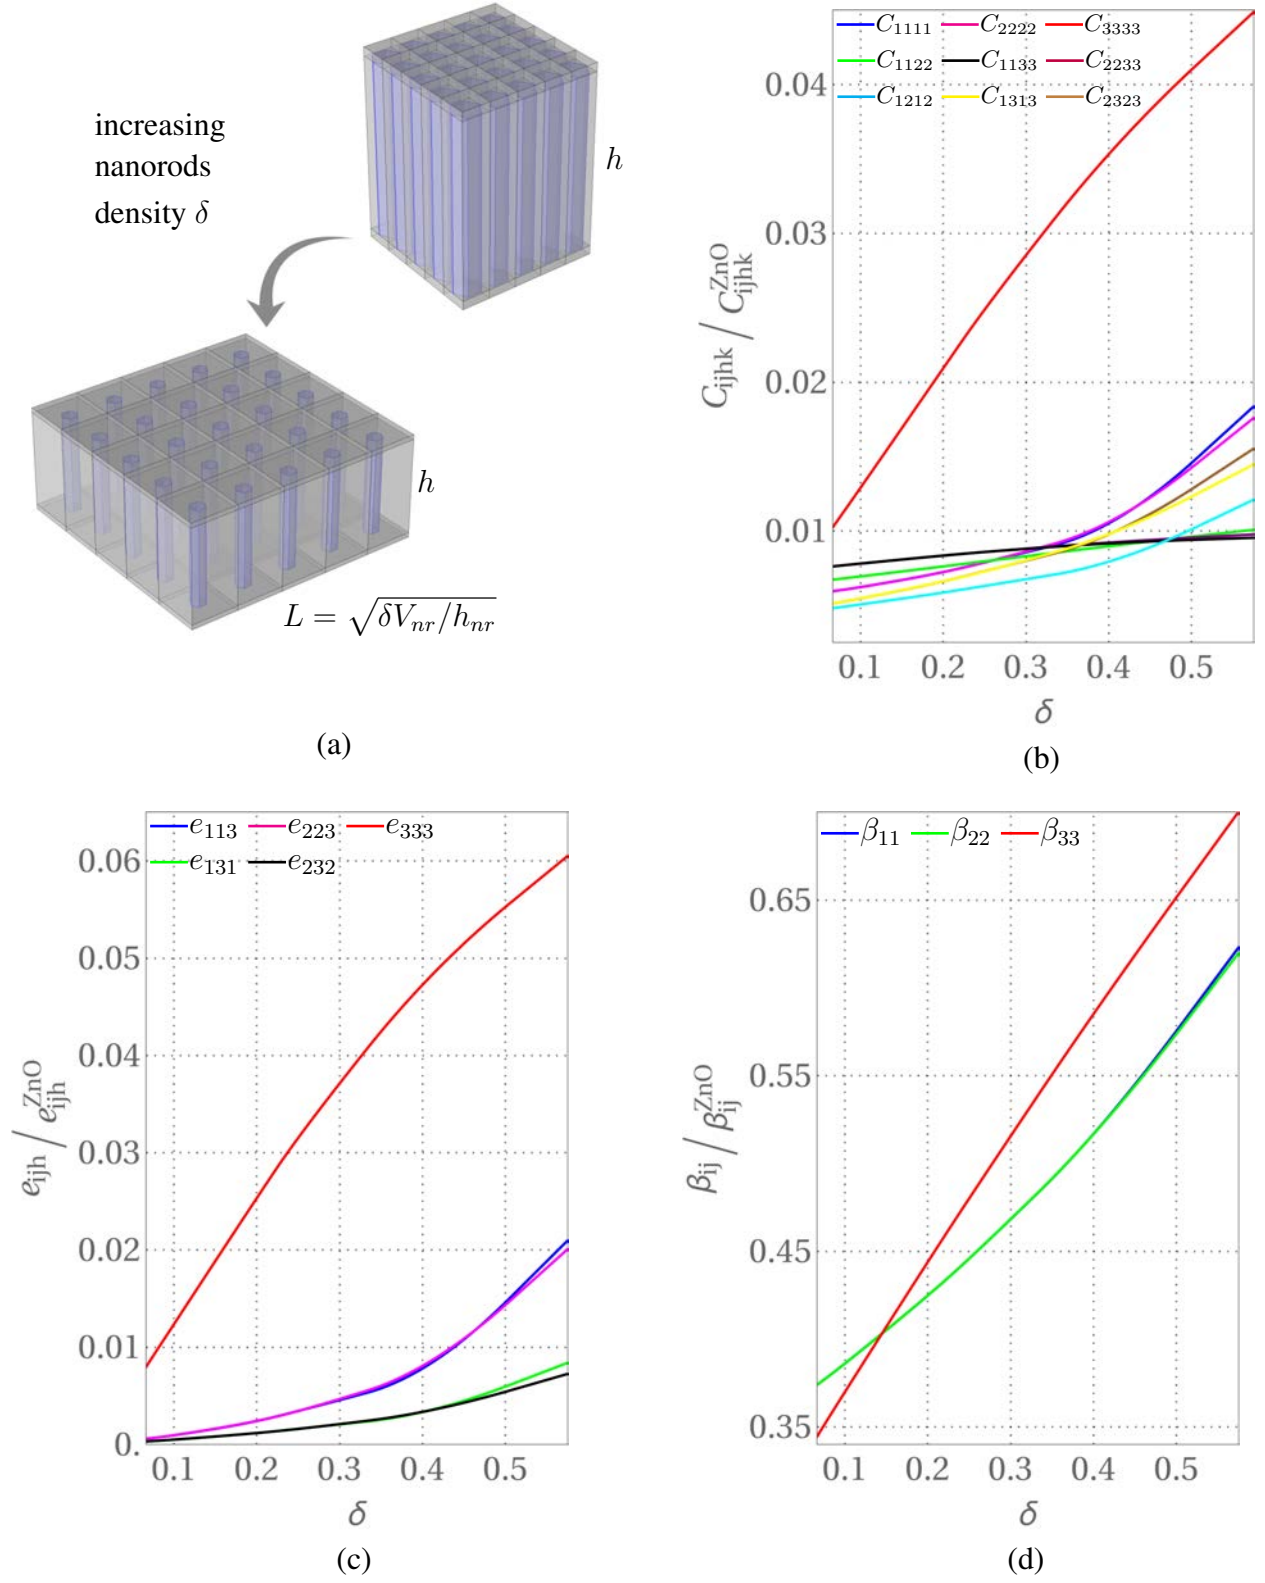 increasing
nanorods
density δ
h
h
L = √δV_nr/h_nr
(a)
C_1111 C_2222 C_3333
C_1122 C_1133 C_2233
C_1212 C_1313 C_2323
0.04
0.03
0.02
0.01
C_ijhk / C_ijhk^ZnO
0.1 0.2 0.3 0.4 0.5
δ
(b)
e_113 e_223 e_333
e_131 e_232
0.06
0.05
0.04
0.03
0.02
0.01
0.
e_ijh / e_ijh^ZnO
0.1 0.2 0.3 0.4 0.5
δ
(c)
β_11 β_22 β_33
0.65
0.55
0.45
0.35
β_ij / β_ij^ZnO
0.1 0.2 0.3 0.4 0.5
δ
(d)